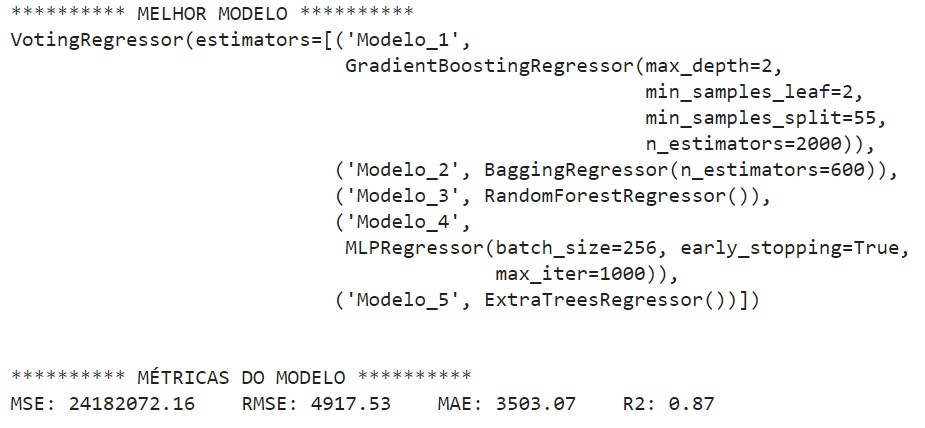 ********** MELHOR MODELO **********
VotingRegressor(estimators=[('Modelo_1',
GradientBoostingRegressor(max_depth=2,
min_samples_leaf=2,
min_samples_split=55,
n_estimators=2000)),
('Modelo_2', BaggingRegressor(n_estimators=600)),
('Modelo_3', RandomForestRegressor()),
('Modelo_4',
MLPRegressor(batch_size=256, early_stopping=True,
max_iter=1000)),
('Modelo_5', ExtraTreesRegressor())])
********** MÉTRICAS DO MODELO **********
MSE: 24182072.16    RMSE: 4917.53    MAE: 3503.07    R2: 0.87